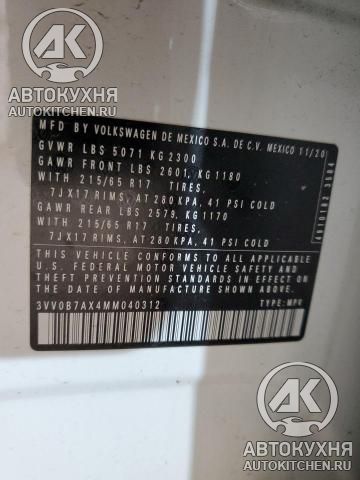 АК
АВТОКУХНЯ
AUTOKITCHEN.RU
MFD BY VOLKSWAGEN DE MEXICO S.A. DE C.V. MEXICO 11/20
GVWR LBS 5071 KG 2300
GAWR FRONT LBS 2601, KG 1180
WITH 215/65 R17 TIRES,
7JX17 RIMS, AT 280 KPA, 41 PSI COLD
GAWR REAR LBS 2579, KG 1170
WITH 215/65 R17 TIRES,
7JX17 RIMS, AT 280 KPA, 41 PSI COLD
THIS VEHICLE CONFORMS TO ALL APPLICABLE
U.S. FEDERAL MOTOR VEHICLE SAFETY, BUMPER,
AND THEFT PREVENTION STANDARDS IN EFFECT
ON THE DATE OF MANUFACTURE SHOWN ABOVE.
3VV0B7AX4MM040312 TYPE: MPV
АК
АВТОКУХНЯ
AUTOKITCHEN.RU